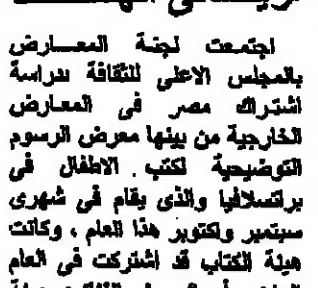 اجتمعت لجنة المعارض
بالمجلس الاعلى للثقافة لدراسة
اشتراك مصر فى المعارض
الخارجية من بينها معرض الرسوم
التوضيحية لكتب الاطفال فى
براتسلافيا والذى يقام فى شهرى
سبتمبر واكتوبر هذا العام ، وكانت
هيئة الكتاب قد اشتركت فى العام